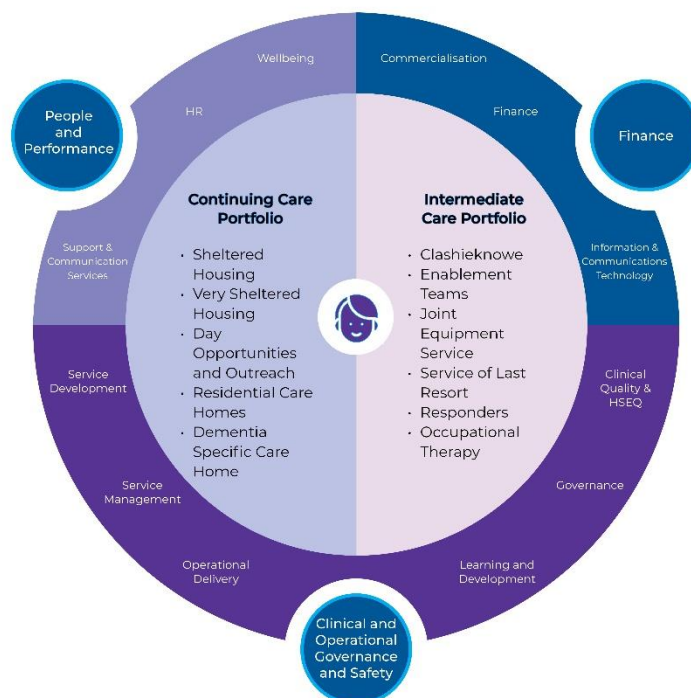 Wellbeing
Commercialisation
HR
Finance
People
and
Performance
Finance
Support &
Communication
Services
Information &
Communications
Technology
Continuing Care
Portfolio
• Sheltered
Housing
• Very Sheltered
Housing
• Day
Opportunities
and Outreach
• Residential Care
Homes
• Dementia
Specific Care
Home
Intermediate
Care Portfolio
• Clashieknowe
• Enablement
Teams
• Joint
Equipment
Service
• Service of Last
Resort
• Responders
• Occupational
Therapy
Service
Development
Clinical
Quality &
HSEQ
Service
Management
Governance
Operational
Delivery
Learning and
Development
Clinical and
Operational
Governance
and Safety